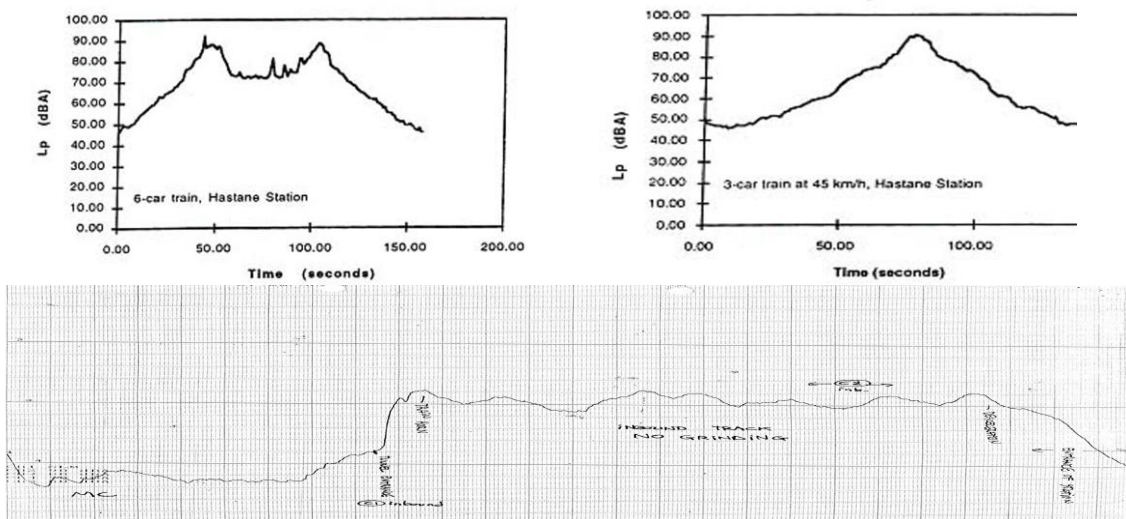 100.00
90.00
80.00
70.00
60.00
50.00
40.00
30.00
20.00
10.00
0.00
Lp (dBA)
6-car train, Hastane Station
0.00 50.00 100.00 150.00 200.00
Time (seconds)
100.00
90.00
80.00
70.00
60.00
50.00
40.00
30.00
20.00
10.00
0.00
Lp (dBA)
3-car train at 45 km/h, Hastane Station
0.00 50.00 100.00
Time (seconds)
INBOUND TRACK
NO GRINDING
MC
inbound